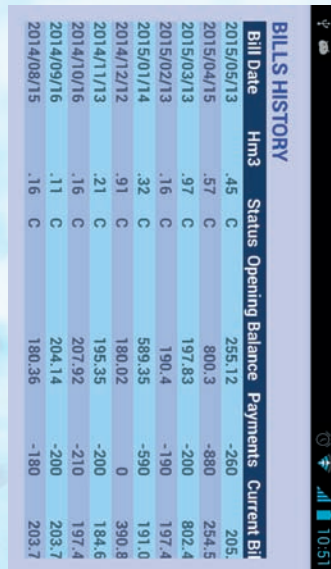 10:51
BILLS HISTORY
Bill Date Hm3 Status Opening Balance Payments Current Bil
2015/05/13 .45 C 255.12 -260 205.
2015/04/15 .57 C 800.3 -880 254.5
2015/03/13 .97 C 197.83 -200 802.4
2015/02/13 .16 C 190.4 -190 197.4
2015/01/14 .32 C 589.35 -590 191.0
2014/12/12 .91 C 180.02 0 390.8
2014/11/13 .21 C 195.35 -200 184.6
2014/10/16 .16 C 207.92 -210 197.4
2014/09/16 .11 C 204.14 -200 203.7
2014/08/15 .16 C 180.36 -180 203.7